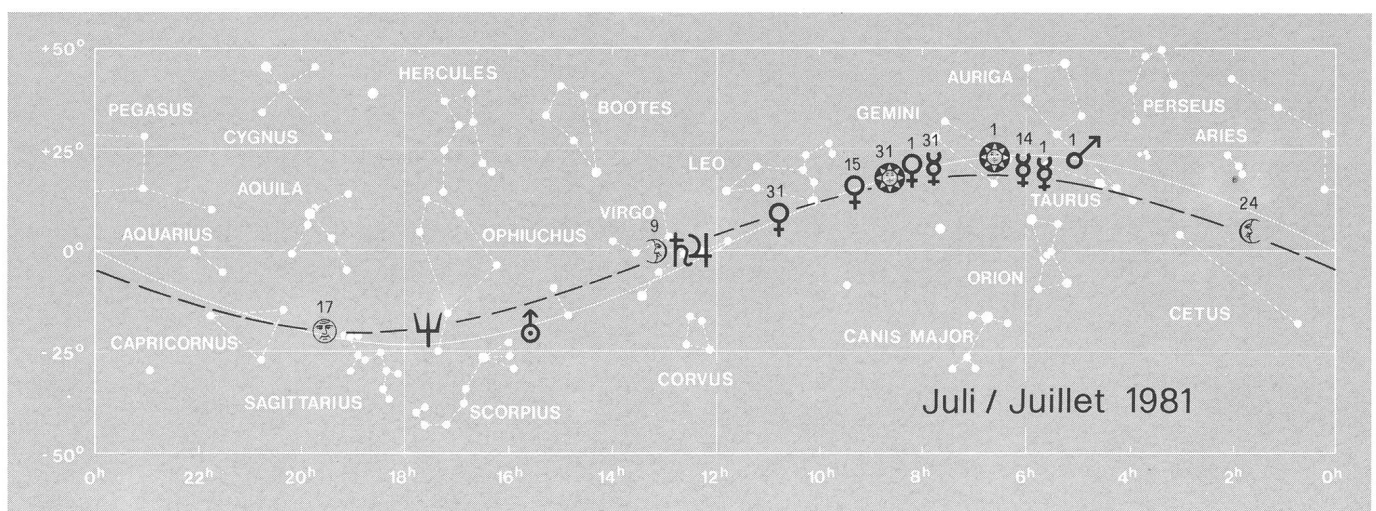 +50°
HERCULES
AURIGA
PEGASUS
BOOTES
PERSEUS
GEMINI
CYGNUS
ARIES
1
14
1
1
31
1
31
+25°
15
LEO
31
AQUILA
TAURUS
24
VIRGO
9
AQUARIUS
OPHIUCHUS
0°
ORION
17
CETUS
CAPRICORNUS
CANIS MAJOR
-25°
CORVUS
SAGITTARIUS
SCORPIUS
Juli / Juillet 1981
-50°
0h 22h 20h 18h 16h 14h 12h 10h 8h 6h 4h 2h 0h